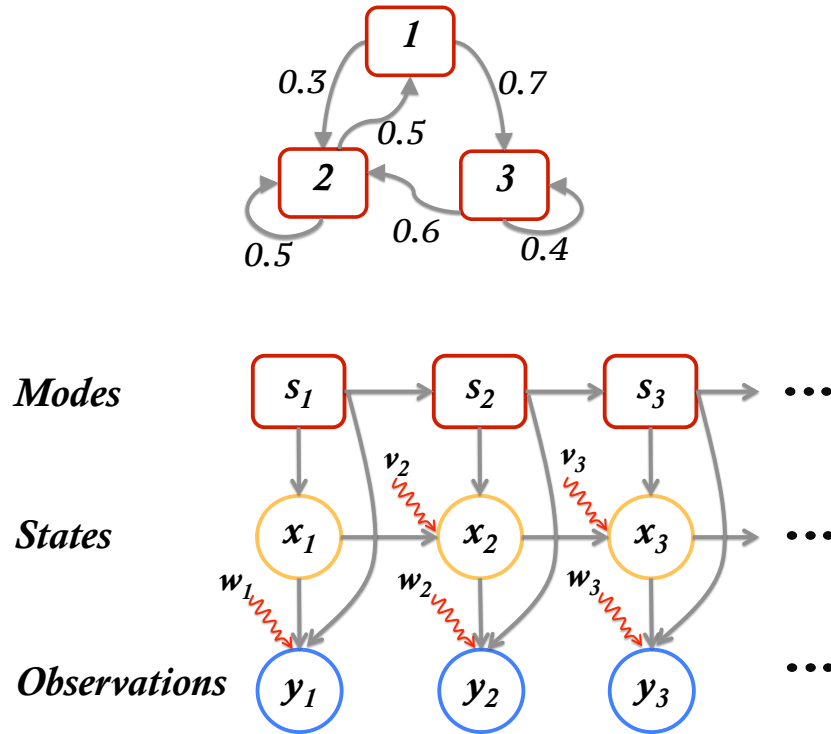 1
0.3 0.7
0.5
2 3
0.5 0.6 0.4
Modes s1 s2 s3 ...
v2 v3
States x1 x2 x3 ...
w1 w2 w3
Observations y1 y2 y3 ...